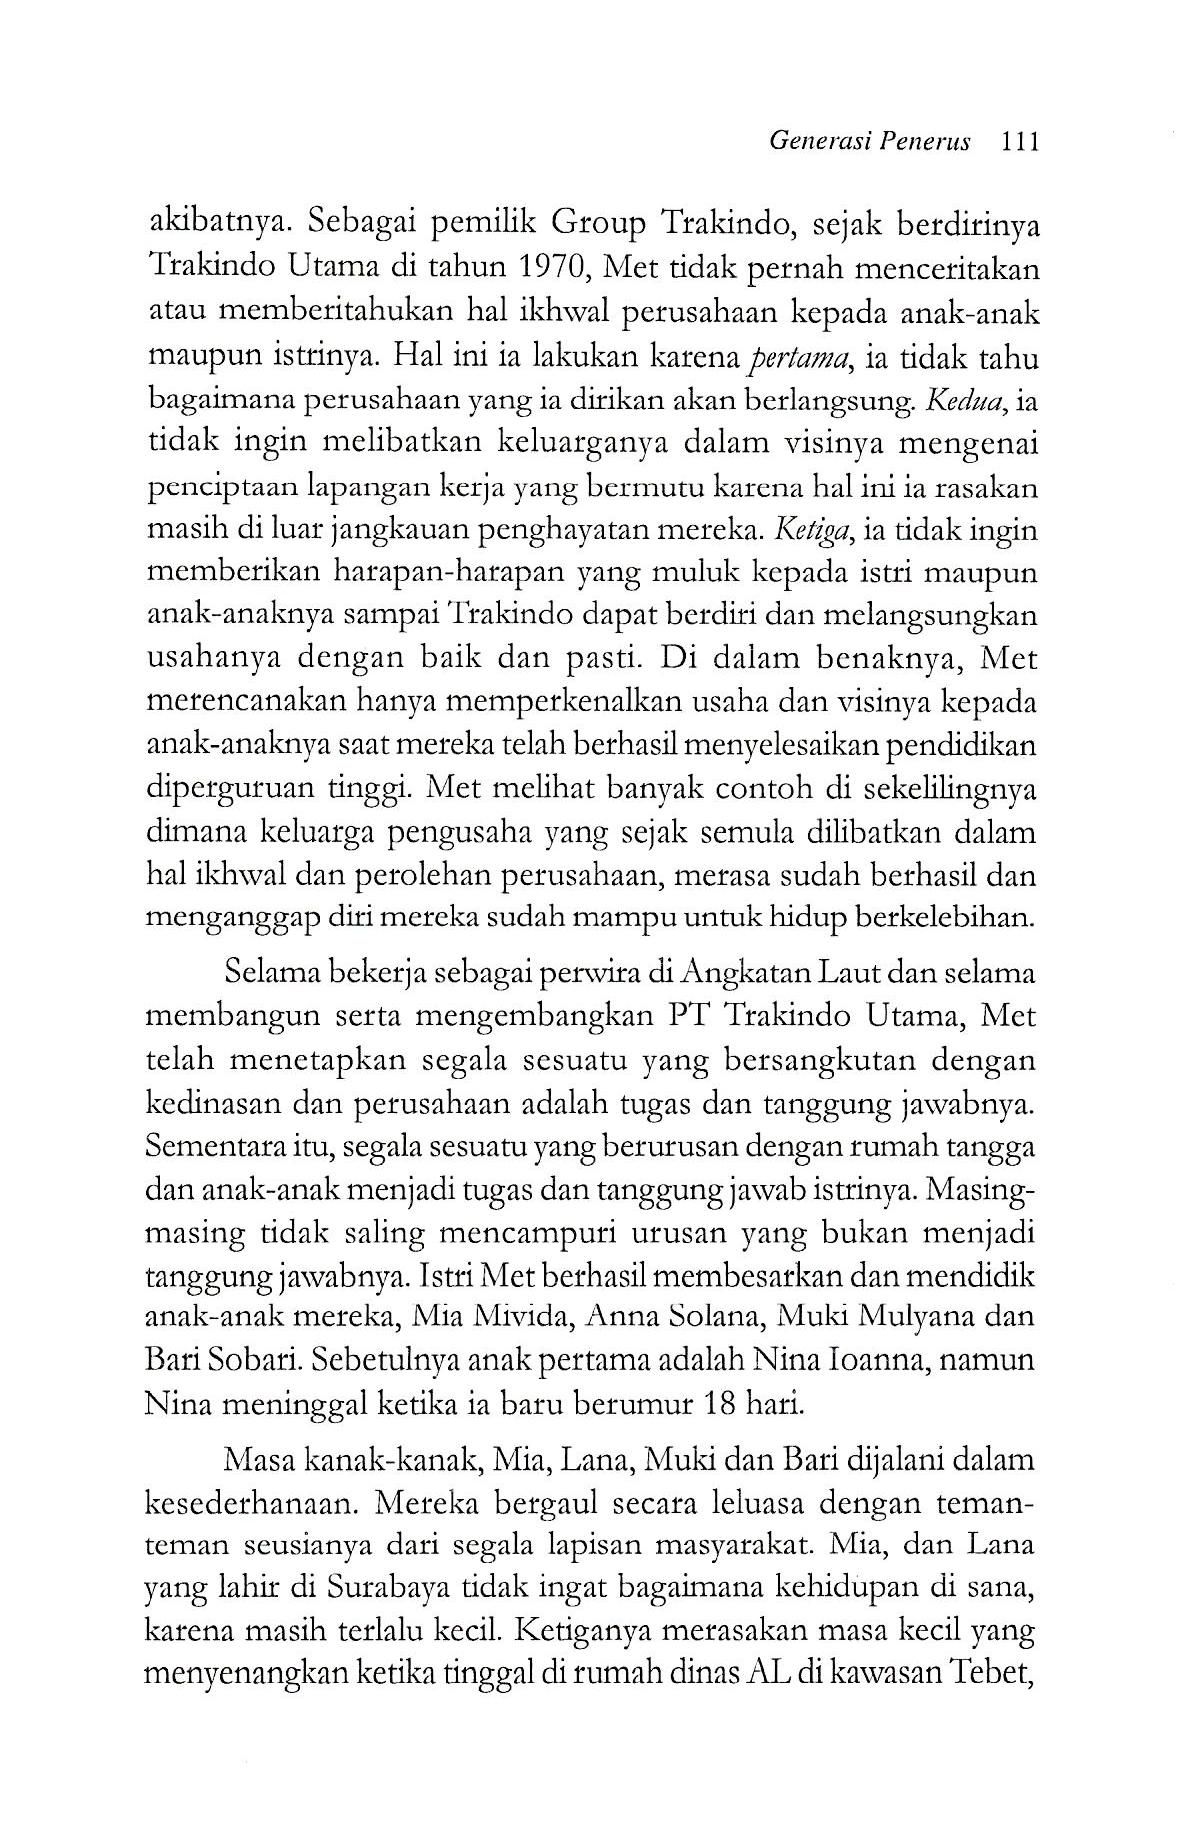 Generasi Penerus 111
akibatnya. Sebagai pemilik Group Trakindo, sejak berdirinya
Trakindo Utama di tahun 1970, Met tidak pernah menceritakan
atau memberitahukan hal ikhwal perusahaan kepada anak-anak
maupun istrinya. Hal ini ia lakukan karena pertama, ia tidak tahu
bagaimana perusahaan yang ia dirikan akan berlangsung. Kedua, ia
tidak ingin melibatkan keluarganya dalam visinya mengenai
penciptaan lapangan kerja yang bermutu karena hal ini ia rasakan
masih di luar jangkauan penghayatan mereka. Ketiga, ia tidak ingin
memberikan harapan-harapan yang muluk kepada istri maupun
anak-anaknya sampai Trakindo dapat berdiri dan melangsungkan
usahanya dengan baik dan pasti. Di dalam benaknya, Met
merencanakan hanya memperkenalkan usaha dan visinya kepada
anak-anaknya saat mereka telah berhasil menyelesaikan pendidikan
diperguruan tinggi. Met melihat banyak contoh di sekelilingnya
dimana keluarga pengusaha yang sejak semula dilibatkan dalam
hal ikhwal dan perolehan perusahaan, merasa sudah berhasil dan
menganggap diri mereka sudah mampu untuk hidup berkelebihan.
Selama bekerja sebagai perwira di Angkatan Laut dan selama
membangun serta mengembangkan PT Trakindo Utama, Met
telah menetapkan segala sesuatu yang bersangkutan dengan
kedinasan dan perusahaan adalah tugas dan tanggung jawabnya.
Sementara itu, segala sesuatu yang berurusan dengan rumah tangga
dan anak-anak menjadi tugas dan tanggung jawab istrinya. Masing-
masing tidak saling mencampuri urusan yang bukan menjadi
tanggung jawabnya. Istri Met berhasil membesarkan dan mendidik
anak-anak mereka, Mia Mivida, Anna Solana, Muki Mulyana dan
Bari Sobari. Sebetulnya anak pertama adalah Nina Ioanna, namun
Nina meninggal ketika ia baru berumur 18 hari.
Masa kanak-kanak, Mia, Lana, Muki dan Bari dijalani dalam
kesederhanaan. Mereka bergaul secara leluasa dengan teman-
teman seusianya dari segala lapisan masyarakat. Mia, dan Lana
yang lahir di Surabaya tidak ingat bagaimana kehidupan di sana,
karena masih terlalu kecil. Ketiganya merasakan masa kecil yang
menyenangkan ketika tinggal di rumah dinas AL di kawasan Tebet,